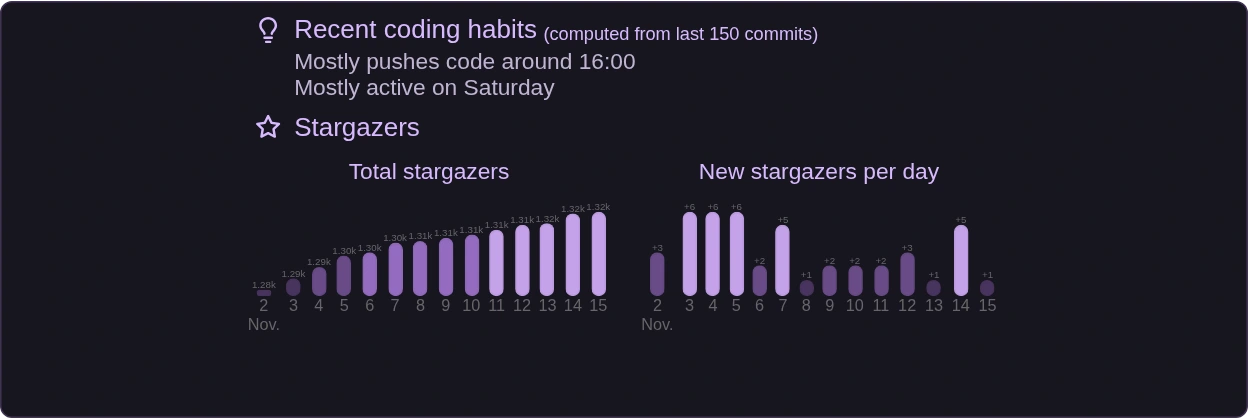 Recent coding habits (computed from last 150 commits)
Mostly pushes code around 16:00
Mostly active on Saturday
Stargazers
Total stargazers
1.28k 1.29k 1.29k 1.30k 1.30k 1.30k 1.31k 1.31k 1.31k 1.31k 1.31k 1.32k 1.32k 1.32k
2 3 4 5 6 7 8 9 10 11 12 13 14 15
Nov.
New stargazers per day
+3 +6 +6 +6 +2 +5 +1 +2 +2 +2 +3 +1 +5 +1
2 3 4 5 6 7 8 9 10 11 12 13 14 15
Nov.